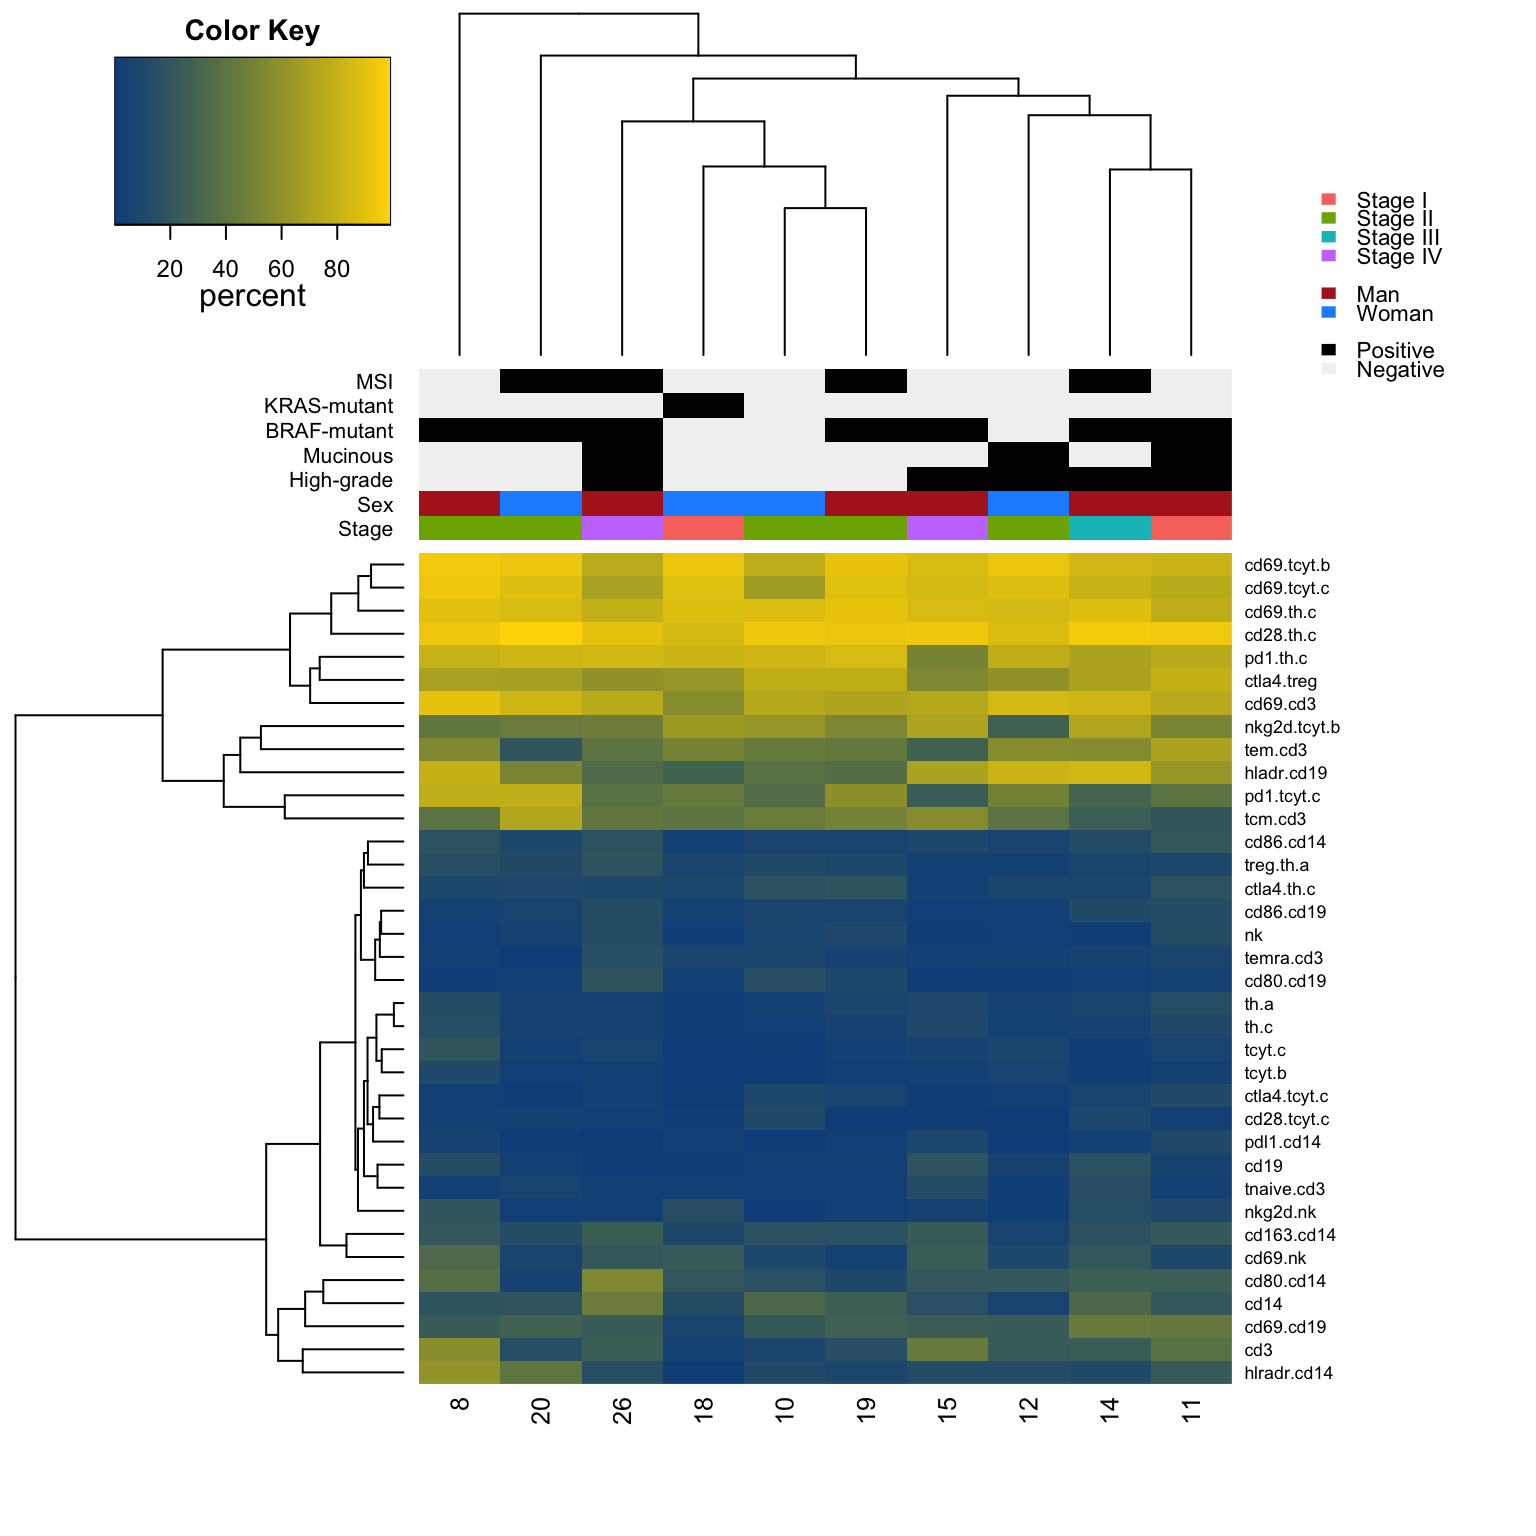 Color Key
20 40 60 80
percent
Stage I
Stage II
Stage III
Stage IV
Man
Woman
Positive
Negative
MSI
KRAS-mutant
BRAF-mutant
Mucinous
High-grade
Sex
Stage
cd69.tcyt.b
cd69.tcyt.c
cd69.th.c
cd28.th.c
pd1.th.c
ctla4.treg
cd69.cd3
nkg2d.tcyt.b
tem.cd3
hladr.cd19
pd1.tcyt.c
tcm.cd3
cd86.cd14
treg.th.a
ctla4.th.c
cd86.cd19
nk
temra.cd3
cd80.cd19
th.a
th.c
tcyt.c
tcyt.b
ctla4.tcyt.c
cd28.tcyt.c
pdl1.cd14
cd19
tnaive.cd3
nkg2d.nk
cd163.cd14
cd69.nk
cd80.cd14
cd14
cd69.cd19
cd3
hlradr.cd14
8 20 26 18 10 19 15 12 14 11